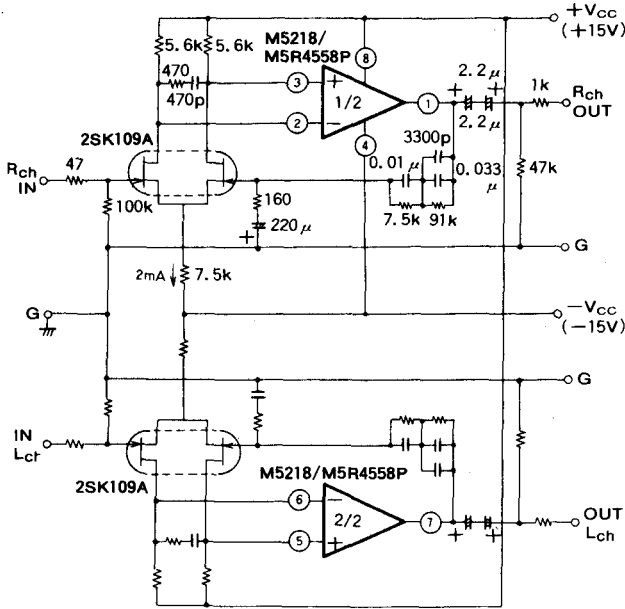 +VCC
(+15V)
5.6k 5.6k
M5218/
M5R4558P
8
470
470p
3 + 1/2 1
2 −
4
2.2μ
2.2μ
1k
Rch
OUT
3300p
2SK109A
0.01μ
0.033
μ
Rch
IN
47
100k
160
220μ
+
7.5k 91k
47k
G
2mA 7.5k
G
−VCC
(−15V)
G
IN
Lch
2SK109A
M5218/M5R4558P
6 −
2/2 7
5 +
+ +
OUT
Lch